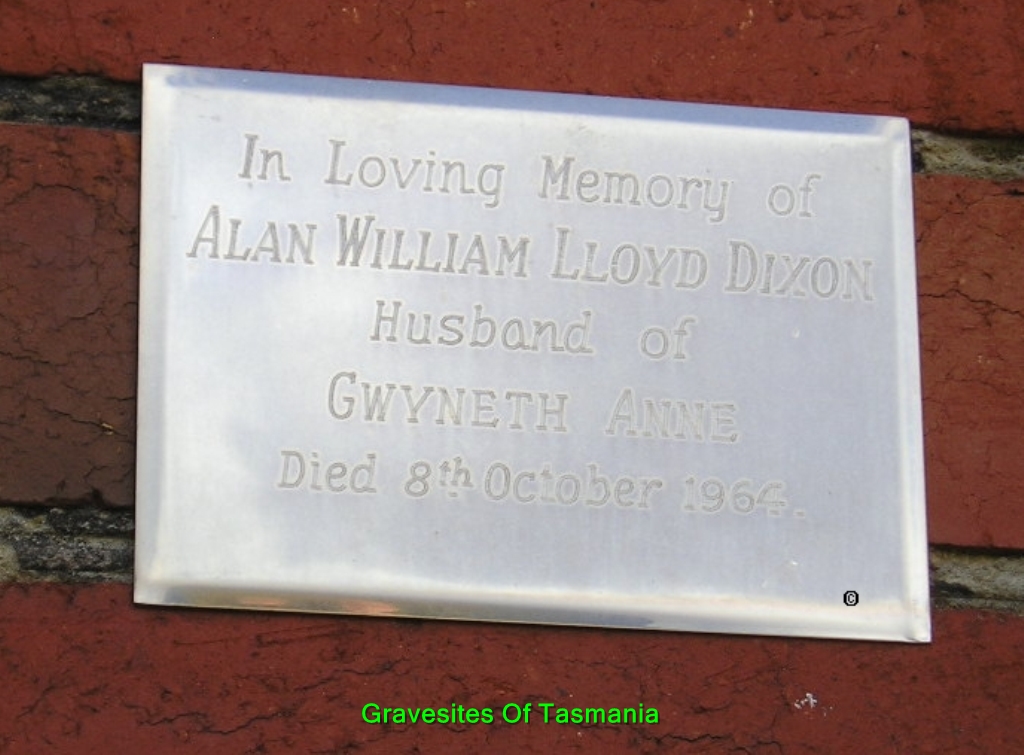 In Loving Memory of
ALAN WILLIAM LLOYD DIXON
Husband of
GWYNETH ANNE
Died 8th October 1964.
©
Gravesites Of Tasmania